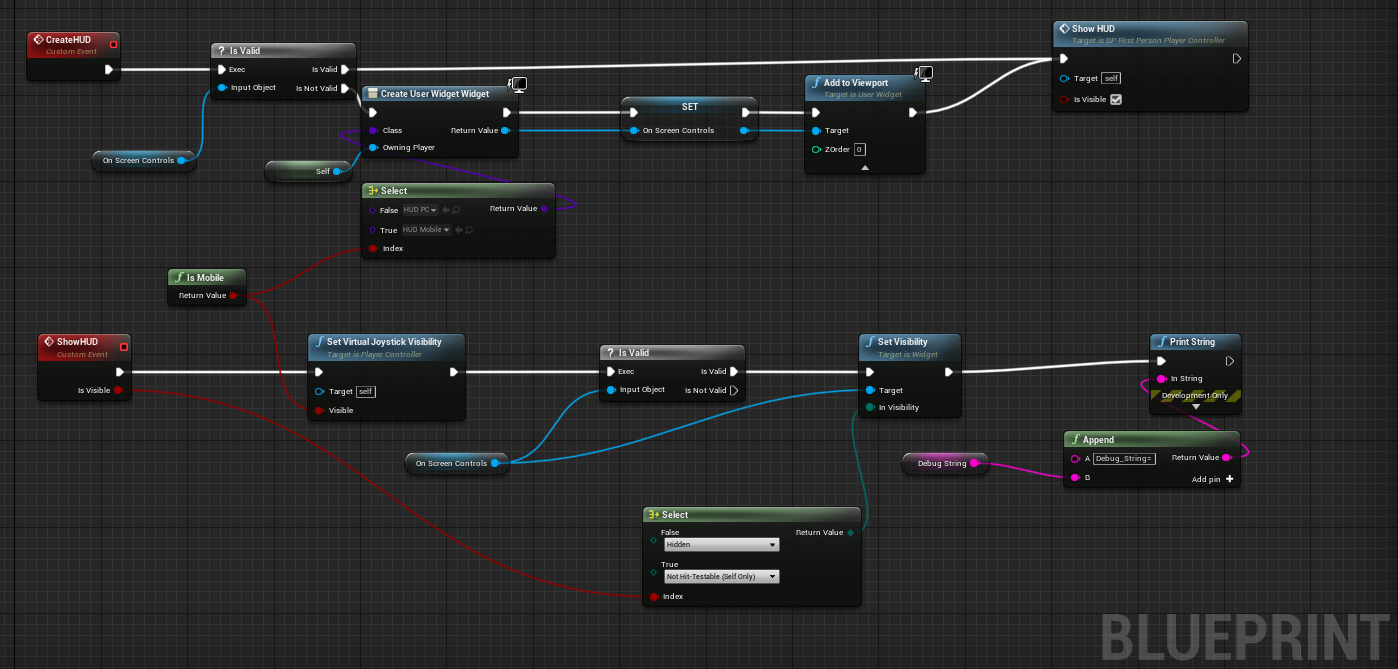 CreateHUD
Custom Event
? Is Valid
Exec
Is Valid
Input Object
Is Not Valid
On Screen Controls
Create User Widget Widget
Class
Return Value
Owning Player
Self
SET
On Screen Controls
f Add to Viewport
Target is User Widget
Target
ZOrder 0
Show HUD
Target is BP First Person Player Controller
Target self
Is Visible
Select
False HUD PC
Return Value
True HUD Mobile
Index
f Is Mobile
Return Value
ShowHUD
Custom Event
Is Visible
f Set Virtual Joystick Visibility
Target is Player Controller
Target self
Visible
? Is Valid
Exec
Is Valid
Input Object
Is Not Valid
On Screen Controls
f Set Visibility
Target is Widget
Target
In Visibility
f Print String
In String
Development Only
Debug String
f Append
A Debug_String=
Return Value
B
Add pin +
Select
False
Return Value
Hidden
True
Not Hit-Testable (Self Only)
Index
BLUEPRINT